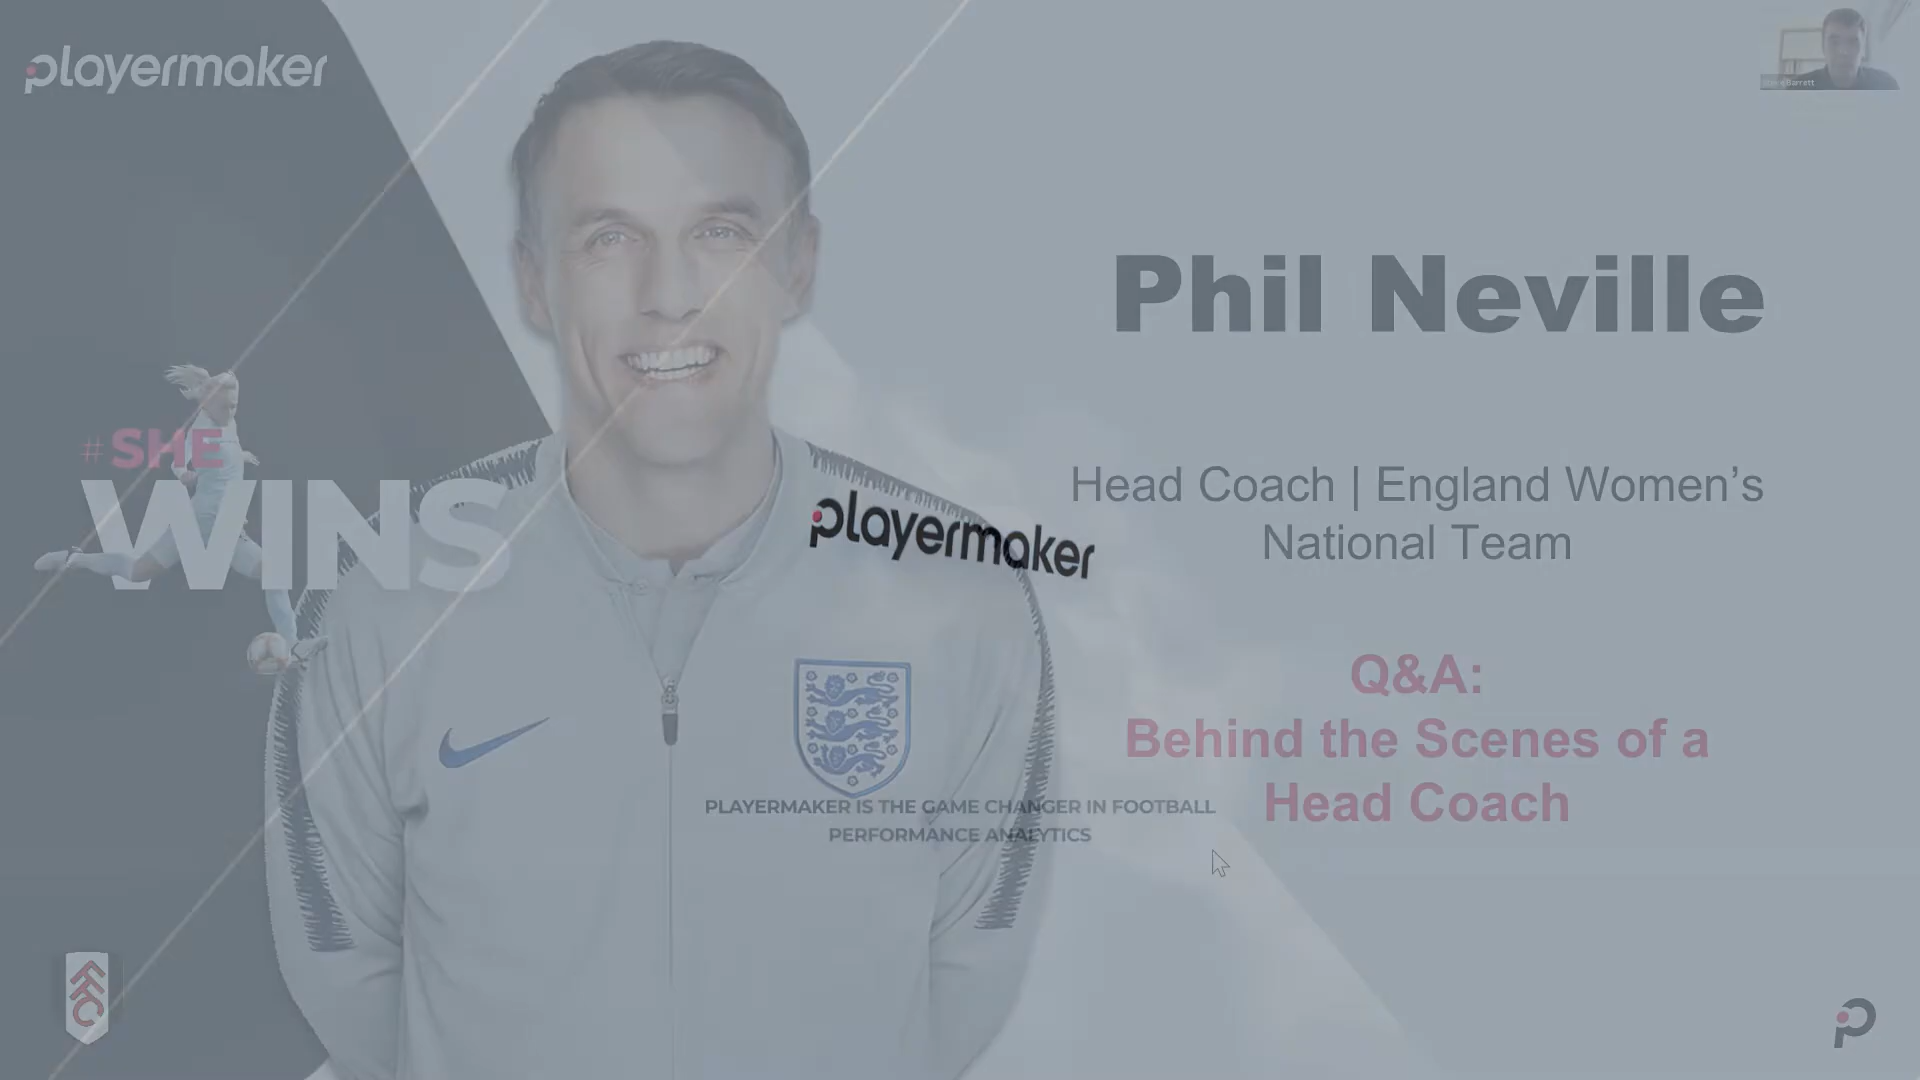 playermaker
Phil Neville
Head Coach | England Women’s
National Team
#SHE
WINS
playermaker
Q&A:
Behind the Scenes of a
Head Coach
PLAYERMAKER IS THE GAME CHANGER IN FOOTBALL
PERFORMANCE ANALYTICS
FFC